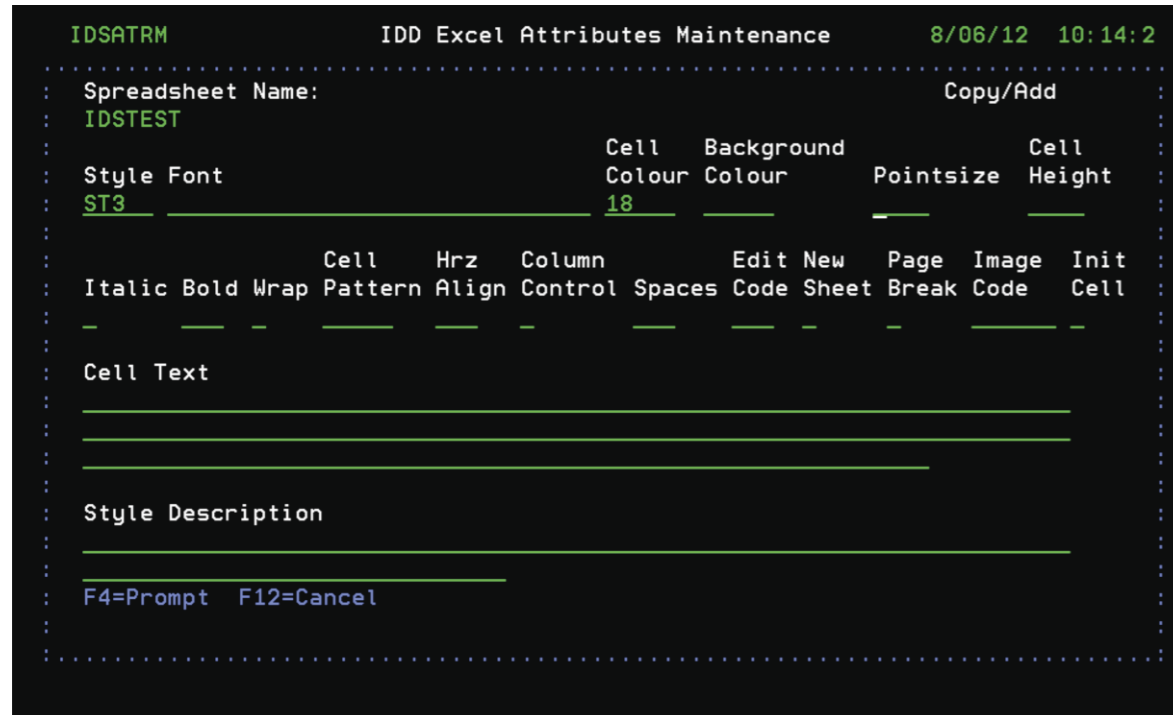 IDSATRM IDD Excel Attributes Maintenance 8/06/12 10:14:2
Spreadsheet Name: Copy/Add
IDSTEST
Cell Background Cell
Style Font Colour Colour Pointsize Height
ST3 18
Cell Hrz Column Edit New Page Image Init
Italic Bold Wrap Pattern Align Control Spaces Code Sheet Break Code Cell
Cell Text
Style Description
F4=Prompt F12=Cancel